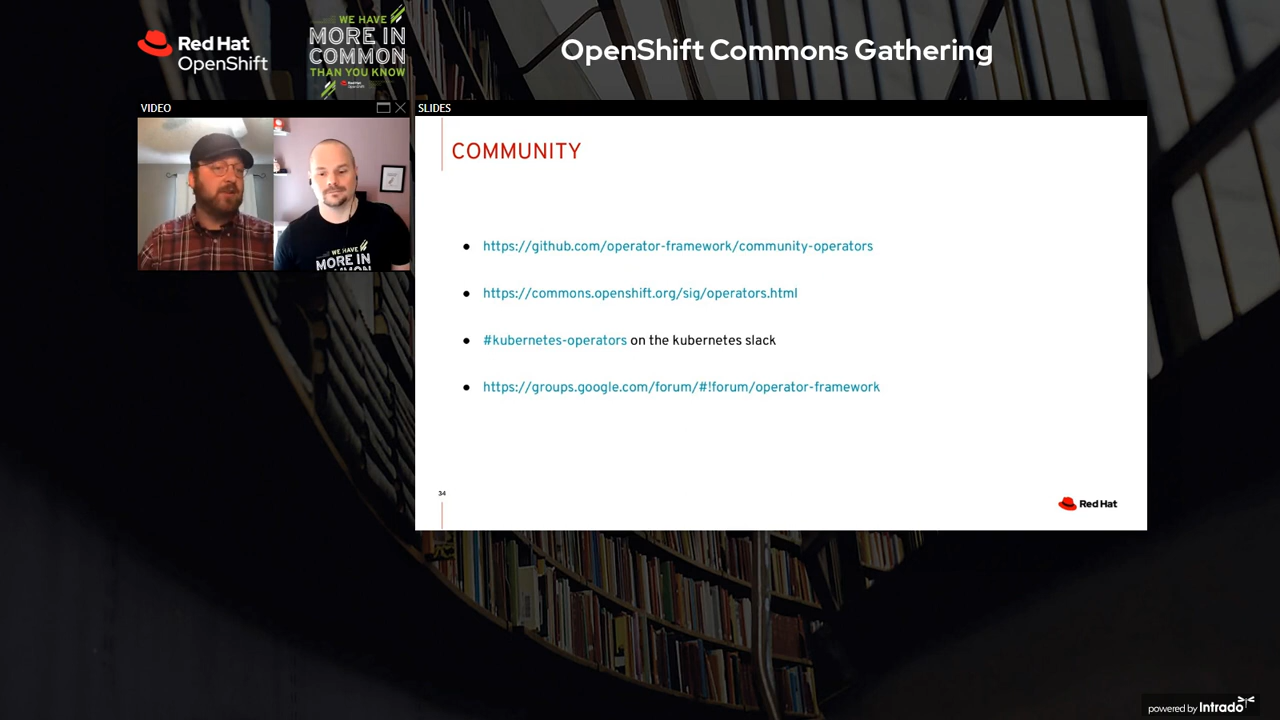 Red Hat
OpenShift
WE HAVE
MORE IN
COMMON
THAN YOU KNOW
OpenShift Commons Gathering
VIDEO
SLIDES
WE HAVE
MORE IN
COMMUNITY
https://github.com/operator-framework/community-operators
https://commons.openshift.org/sig/operators.html
#kubernetes-operators on the kubernetes slack
https://groups.google.com/forum/#!forum/operator-framework
34
Red Hat
powered by Intrado